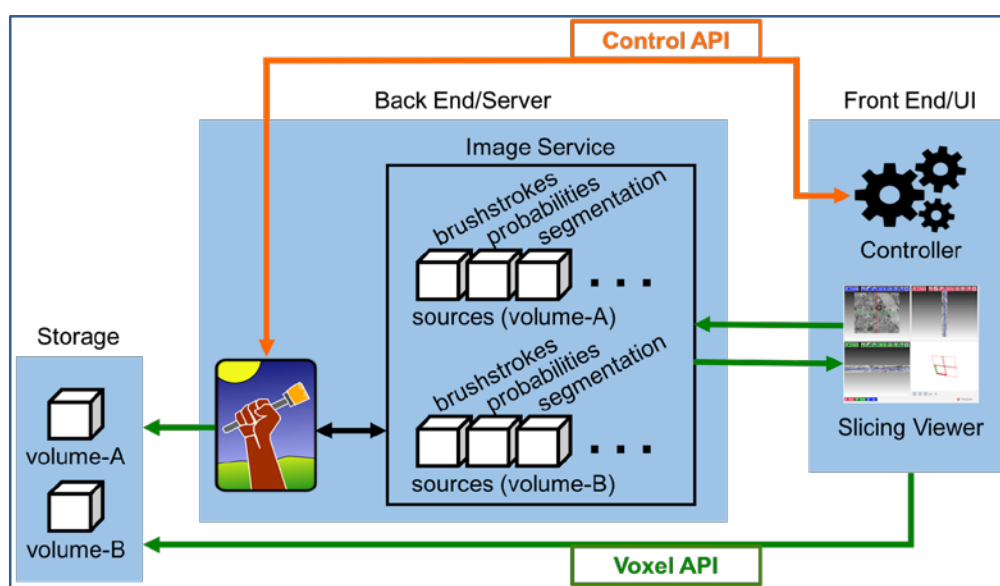 Control API
Back End/Server
Front End/UI
Image Service
brushstrokes
probabilities
segmentation
. . .
sources (volume-A)
Controller
Storage
brushstrokes
probabilities
segmentation
. . .
sources (volume-B)
Slicing Viewer
volume-A
volume-B
Voxel API